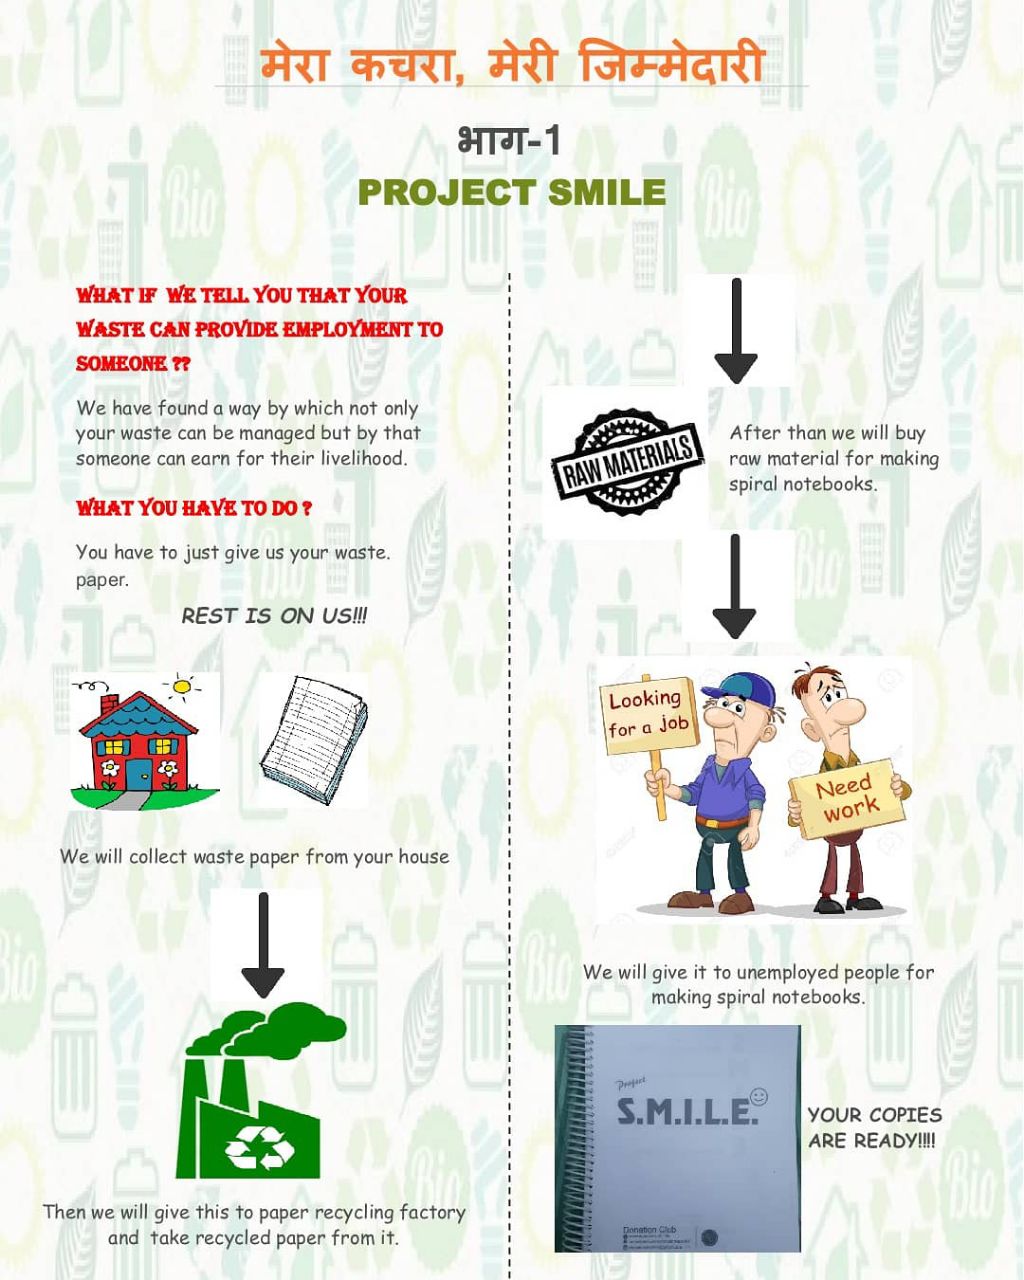 मेरा कचरा, मेरी जिम्मेदारी
भाग-1
PROJECT SMILE
WHAT IF WE TELL YOU THAT YOUR
WASTE CAN PROVIDE EMPLOYMENT TO
SOMEONE ??
We have found a way by which not only
your waste can be managed but by that
someone can earn for their livelihood.
WHAT YOU HAVE TO DO ?
You have to just give us your waste.
paper.
REST IS ON US!!!
We will collect waste paper from your house
Then we will give this to paper recycling factory
and take recycled paper from it.
RAW MATERIALS
After than we will buy
raw material for making
spiral notebooks.
Looking
for a job
Need
work
We will give it to unemployed people for
making spiral notebooks.
Project
S.M.I.L.E.
Donation Club
YOUR COPIES
ARE READY!!!!
Bio
Bio
Bio
Bio
Bio
Bio